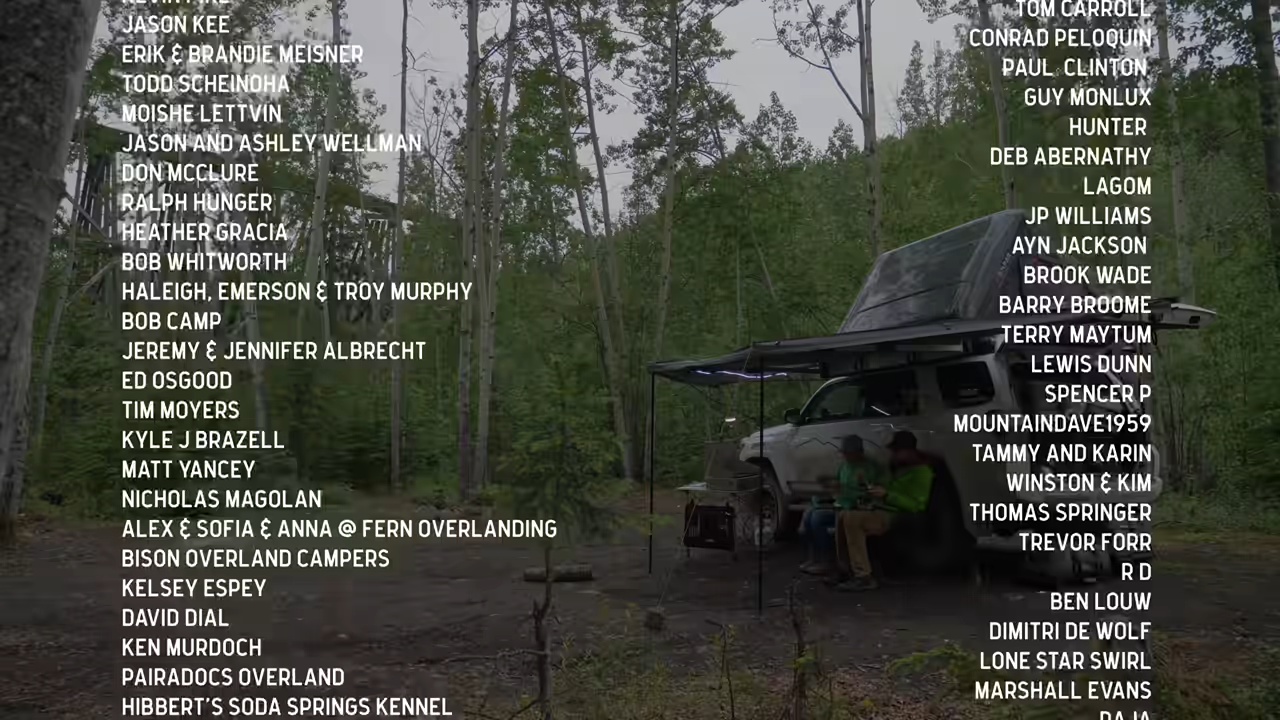 JASON KEE
ERIK & BRANDIE MEISNER
TODD SCHEINOHA
MOISHE LETTVIN
JASON AND ASHLEY WELLMAN
DON MCCLURE
RALPH HUNGER
HEATHER GRACIA
BOB WHITWORTH
HALEIGH, EMERSON & TROY MURPHY
BOB CAMP
JEREMY & JENNIFER ALBRECHT
ED OSGOOD
TIM MOYERS
KYLE J BRAZELL
MATT YANCEY
NICHOLAS MAGOLAN
ALEX & SOFIA & ANNA @ FERN OVERLANDING
BISON OVERLAND CAMPERS
KELSEY ESPEY
DAVID DIAL
KEN MURDOCH
PAIRADOCS OVERLAND
HIBBERT'S SODA SPRINGS KENNEL
TOM CARROLL
CONRAD PELOQUIN
PAUL CLINTON
GUY MONLUX
HUNTER
DEB ABERNATHY
LAGOM
JP WILLIAMS
AYN JACKSON
BROOK WADE
BARRY BROOME
TERRY MAYTUM
LEWIS DUNN
SPENCER P
MOUNTAINDAVE1959
TAMMY AND KARIN
WINSTON & KIM
THOMAS SPRINGER
TREVOR FORR
R D
BEN LOUW
DIMITRI DE WOLF
LONE STAR SWIRL
MARSHALL EVANS